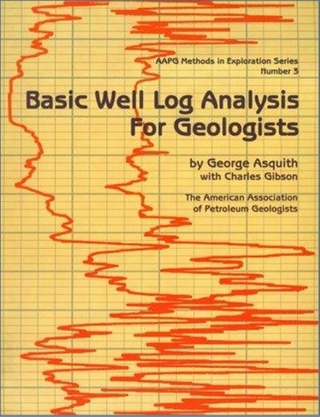 AAPG Methods in Exploration Series
Number 3
Basic Well Log Analysis
For Geologists
by George Asquith
with Charles Gibson
The American Association
of Petroleum Geologists